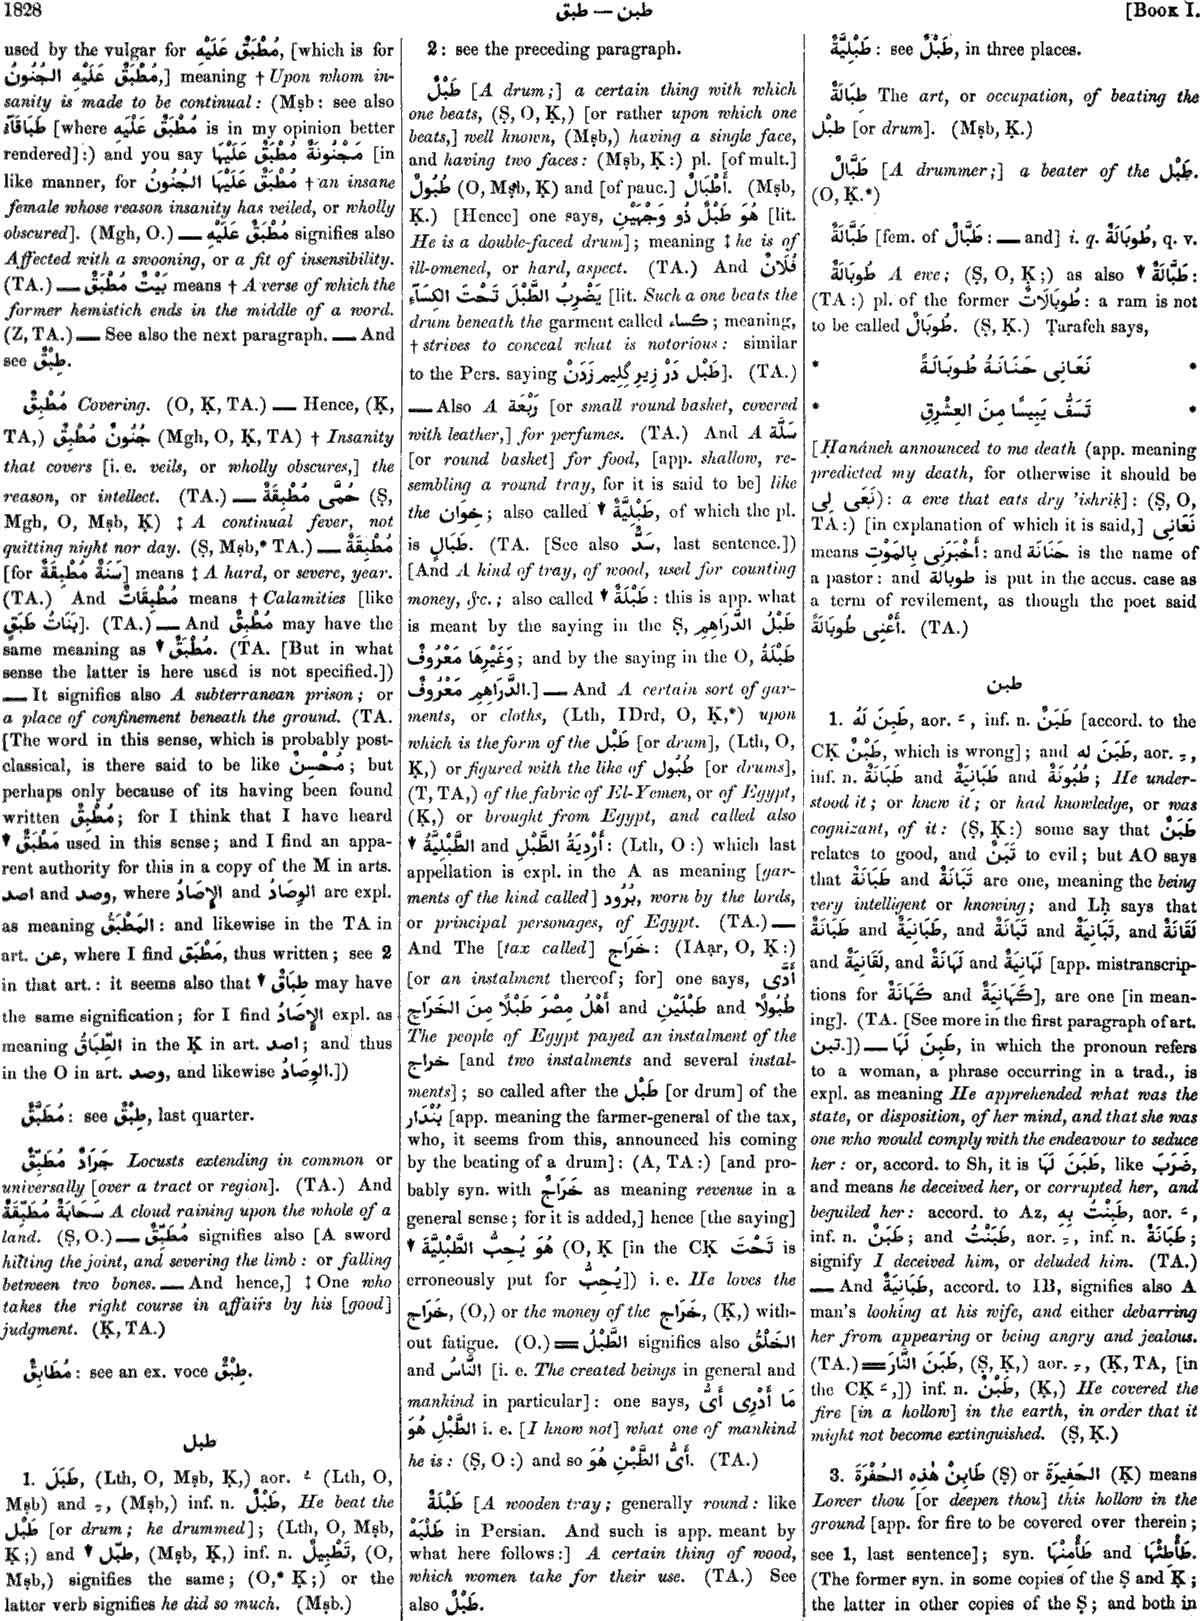 1828
طبق — طبن
[Book I.
used by the vulgar for مُطْبَقٌ عَلَيْهِ, [which is for
مُطْبَقٌ عَلَيْهِ الجُنُونُ,] meaning † Upon whom in-
sanity is made to be continual: (Mṣb: see also
طَبَاقَآءُ [where مُطْبَقٌ عَلَيْهِ is in my opinion better
rendered]:) and you say مَجْنُونَةٌ مُطْبَقٌ عَلَيْهَا [in
like manner, for مُطْبَقٌ عَلَيْهَا الجُنُونُ † an insane
female whose reason insanity has veiled, or wholly
obscured]. (Mgh, O.) — مُطْبَقٌ عَلَيْهِ signifies also
Affected with a swooning, or a fit of insensibility.
(TA.) — بَيْتٌ مُطْبَقٌ means † A verse of which the
former hemistich ends in the middle of a word.
(Z, TA.) — See also the next paragraph. — And
see طِبْقٌ.
مُطْبِقٌ Covering. (O, Ḳ, TA.) — Hence, (Ḳ,
TA,) جُنُونٌ مُطْبِقٌ (Mgh, O, Ḳ, TA) † Insanity
that covers [i. e. veils, or wholly obscures,] the
reason, or intellect. (TA.) — حُمَّى مُطْبِقَةٌ (Ṣ,
Mgh, O, Mṣb, Ḳ) ‡ A continual fever, not
quitting night nor day. (Ṣ, Mṣb,* TA.) — مُطْبِقَةٌ
[for سَنَةٌ مُطْبِقَةٌ] means ‡ A hard, or severe, year.
(TA.) And مُطْبِقَاتٌ means † Calamities [like
بَنَاتُ طَبَقٍ]. (TA.) — And مُطْبِقٌ may have the
same meaning as ▼ مُطْبَقٌ. (TA. [But in what
sense the latter is here used is not specified.])
— It signifies also A subterranean prison; or
a place of confinement beneath the ground. (TA.
[The word in this sense, which is probably post-
classical, is there said to be like مُحْسِنٌ; but
perhaps only because of its having been found
written مُطْبِقٌ; for I think that I have heard
▼ مُطْبَقٌ used in this sense; and I find an appa-
rent authority for this in a copy of the M in arts.
وصد and اصد, where الإِصَادُ and الوِصَادُ are expl.
as meaning المُطْبَقُ: and likewise in the TA in
art. عن, where I find مُطْبَق, thus written; see 2
in that art.: it seems also that ▼ طِبَاقٌ may have
the same signification; for I find الإِصَادُ expl. as
meaning الطِّبَاقُ in the Ḳ in art. اصد; and thus
in the O in art. وصد, and likewise الوِصَادُ.])
مُطَبَّقٌ: see طِبْقٌ, last quarter.
جَرَادٌ مُطَبِّقٌ Locusts extending in common or
universally [over a tract or region]. (TA.) And
سَحَابَةٌ مُطَبِّقَةٌ A cloud raining upon the whole of a
land. (Ṣ, O.) — مُطَبِّقٌ signifies also [A sword
hitting the joint, and severing the limb: or falling
between two bones. — And hence,] ‡ One who
takes the right course in affairs by his [good]
judgment. (Ḳ, TA.)
مُطَابِقٌ: see an ex. voce طِبْقٌ.
طبل
1. طَبَلَ, (Lth, O, Mṣb, Ḳ,) aor. ـُ (Lth, O,
Mṣb) and ـِ, (Mṣb,) inf. n. طَبْلٌ, He beat the
طَبْل [or drum; he drummed]; (Lth, O, Mṣb,
Ḳ;) and ▼ طبّل, (Mṣb, Ḳ,) inf. n. تَطْبِيلٌ, (O,
Mṣb,) signifies the same; (O,* Ḳ;) or the
latter verb signifies he did so much. (Mṣb.)
2: see the preceding paragraph.
طَبْلٌ [A drum;] a certain thing with which
one beats, (Ṣ, O, Ḳ,) [or rather upon which one
beats,] well known, (Mṣb,) having a single face,
and having two faces: (Mṣb, Ḳ:) pl. [of mult.]
طُبُولٌ (O, Mṣb, Ḳ) and [of pauc.] أَطْبَالٌ. (Mṣb,
Ḳ.) [Hence] one says, هُوَ طَبْلٌ ذُو وَجْهَيْنِ [lit.
He is a double-faced drum]; meaning ‡ he is of
ill-omened, or hard, aspect. (TA.) And فُلَانٌ
يَضْرِبُ الطَّبْلَ تَحْتَ الكِسَآءِ [lit. Such a one beats the
drum beneath the garment called كساء; meaning,
† strives to conceal what is notorious: similar
to the Pers. saying طَبْل دَرْ زِيرِ گلِيم زَدَنْ]. (TA.)
— Also A رَبْعَة [or small round basket, covered
with leather,] for perfumes. (TA.) And A سَلَّة
[or round basket] for food, [app. shallow, re-
sembling a round tray, for it is said to be] like
the خِوَان; also called ▼ طَبْلِيَّةٌ, of which the pl.
is طَبَالٍ. (TA. [See also سَدٌّ, last sentence.])
[And A kind of tray, of wood, used for counting
money, &c.; also called ▼ طَبْلَةٌ: this is app. what
is meant by the saying in the Ṣ, طَبْلُ الدَّرَاهِمِ
وَغَيْرِهَا مَعْرُوفٌ; and by the saying in the O, طَبْلَةُ
الدَّرَاهِمِ مَعْرُوفٌ.] — And A certain sort of gar-
ments, or cloths, (Lth, IDrd, O, Ḳ,*) upon
which is the form of the طَبْل [or drum], (Lth, O,
Ḳ,) or figured with the like of طُبُول [or drums],
(T, TA,) of the fabric of El-Yemen, or of Egypt,
(Ḳ,) or brought from Egypt, and called also
▼ الطَّبْلِيَّةُ and أَرْدِيَةُ الطَّبْلِ: (Lth, O:) which last
appellation is expl. in the A as meaning [gar-
ments of the kind called] بُرُود, worn by the lords,
or principal personages, of Egypt. (TA.) —
And The [tax called] خَرَاج: (IAạr, O, Ḳ:)
[or an instalment thereof; for] one says, أَدَّى
أَهْلُ مِصْرَ طَبْلًا مِنَ الخَرَاجِ and طَبْلَيْنِ and طُبُولًا
The people of Egypt payed an instalment of the
خراج [and two instalments and several instal-
ments]; so called after the طَبْل [or drum] of the
بُنْدَار [app. meaning the farmer-general of the tax,
who, it seems from this, announced his coming
by the beating of a drum]: (A, TA:) [and pro-
bably syn. with خَرَاجٌ as meaning revenue in a
general sense; for it is added,] hence [the saying]
▼ هُوَ يُحِبُّ الطَّبْلِيَّةَ (O, Ḳ [in the CḲ تَحْتَ is
erroneously put for يُحِبُّ]) i. e. He loves the
خَرَاج, (O,) or the money of the خَرَاج, (Ḳ,) with-
out fatigue. (O.) = الطَّبْلُ signifies also الخَلْقُ
and النَّاسُ [i. e. The created beings in general and
mankind in particular]: one says, مَا أَدْرِى أَىُّ
الطَّبْلِ هُوَ i. e. [I know not] what one of mankind
he is: (Ṣ, O:) and so أَىُّ الطَّبْنِ هُوَ. (TA.)
طَبْلَةٌ [A wooden tray; generally round: like
طَبْلَهْ in Persian. And such is app. meant by
what here follows:] A certain thing of wood,
which women take for their use. (TA.) See
also طَبْلٌ.
طَبْلِيَّةٌ: see طَبْلٌ, in three places.
طِبَالَةٌ The art, or occupation, of beating the
طَبْل [or drum]. (Mṣb, Ḳ.)
طَبَّالٌ [A drummer;] a beater of the طَبْل.
(O, Ḳ.*)
طَبَّالَةٌ [fem. of طَبَّالٌ: — and] i. q. طُوبَالَةٌ, q. v.
طُوبَالَةٌ A ewe; (Ṣ, O, Ḳ;) as also ▼ طَبَّالَةٌ:
(TA:) pl. of the former طُوبَالَاتٌ: a ram is not
to be called طُوبَالٌ. (Ṣ, Ḳ.) Ṭarafeh says,
* نَعَانِى حَنَانَةُ طُوبَالَةً *
* تَسَفُّ يَبِيسًا مِنَ العِشْرِقِ *
[Ḥanáneh announced to me death (app. meaning
predicted my death, for otherwise it should be
نَعَى لِى): a ewe that eats dry 'ishriḳ]: (Ṣ, O,
TA:) [in explanation of which it is said,] نَعَانِى
means أَخْبَرَنِى بِالمَوْتِ: and حَنَانَة is the name of
a pastor: and طوبالة is put in the accus. case as
a term of revilement, as though the poet said
أَعْنِى طُوبَالَةً. (TA.)
طبن
1. طَبِنَ لَهُ, aor. ـَ, inf. n. طَبَنٌ [accord. to the
CḲ طَبْنٌ, which is wrong]; and طَبَنَ له, aor. ـِ,
inf. n. طَبَانَةٌ and طَبَانِيَةٌ and طُبُونَةٌ; He under-
stood it; or knew it; or had knowledge, or was
cognizant, of it: (Ṣ, Ḳ:) some say that طَبَنٌ
relates to good, and تَبَنٌ to evil; but AO says
that طَبَانَةٌ and تَبَانَةٌ are one, meaning the being
very intelligent or knowing; and Lḥ says that
طَبَانَةٌ and طَبَانِيَةٌ, and تَبَانَةٌ and تَبَانِيَةٌ, and لَقَانَةٌ
and لَقَانِيَةٌ, and لَهَانَةٌ and لَهَانِيَةٌ [app. mistranscrip-
tions for كَهَانَةٌ and كَهَانِيَةٌ], are one [in mean-
ing]. (TA. [See more in the first paragraph of art.
تبن.]) — طَبِنَ لَهَا, in which the pronoun refers
to a woman, a phrase occurring in a trad., is
expl. as meaning He apprehended what was the
state, or disposition, of her mind, and that she was
one who would comply with the endeavour to seduce
her: or, accord. to Sh, it is طَبَنَ لَهَا, like ضَرَبَ,
and means he deceived her, or corrupted her, and
beguiled her: accord. to Az, طَبِنْتُ بِهِ, aor. ـَ,
inf. n. طَبَنٌ; and طَبَنْتُ, aor. ـِ, inf. n. طَبَانَةٌ;
signify I deceived him, or deluded him. (TA.)
— And طَبَانِيَةٌ, accord. to IB, signifies also A
man's looking at his wife, and either debarring
her from appearing or being angry and jealous.
(TA.) = طَبَنَ النَّارَ, (Ṣ, Ḳ,) aor. ـِ, (Ḳ, TA, [in
the CḲ ـَ,]) inf. n. طَبْنٌ, (Ḳ,) He covered the
fire [in a hollow] in the earth, in order that it
might not become extinguished. (Ṣ, Ḳ.)
3. طَابِنْ هٰذِهِ الحُفْرَةَ (Ṣ) or الحَفِيرَةَ (Ḳ) means
Lower thou [or deepen thou] this hollow in the
ground [app. for fire to be covered over therein;
see 1, last sentence]; syn. طَأْمِنْهَا and طَأْطِئْهَا.
(The former syn. in some copies of the Ṣ and Ḳ;
the latter in other copies of the Ṣ; and both in